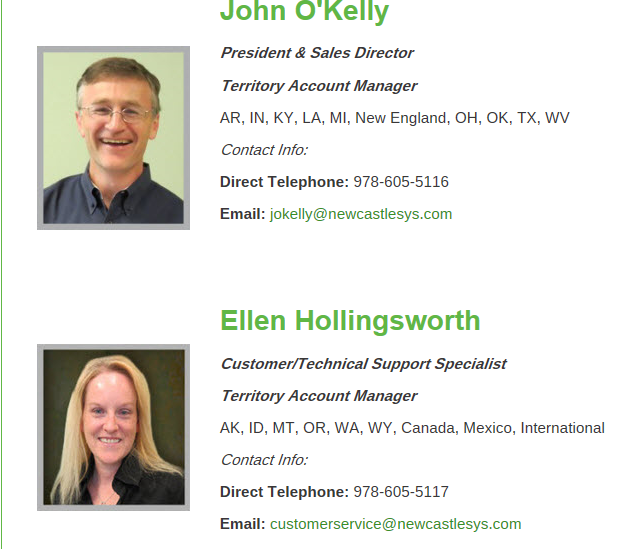 John O'Kelly
President & Sales Director
Territory Account Manager
AR, IN, KY, LA, MI, New England, OH, OK, TX, WV
Contact Info:
Direct Telephone: 978-605-5116
Email: jokelly@newcastlesys.com
Ellen Hollingsworth
Customer/Technical Support Specialist
Territory Account Manager
AK, ID, MT, OR, WA, WY, Canada, Mexico, International
Contact Info:
Direct Telephone: 978-605-5117
Email: customerservice@newcastlesys.com